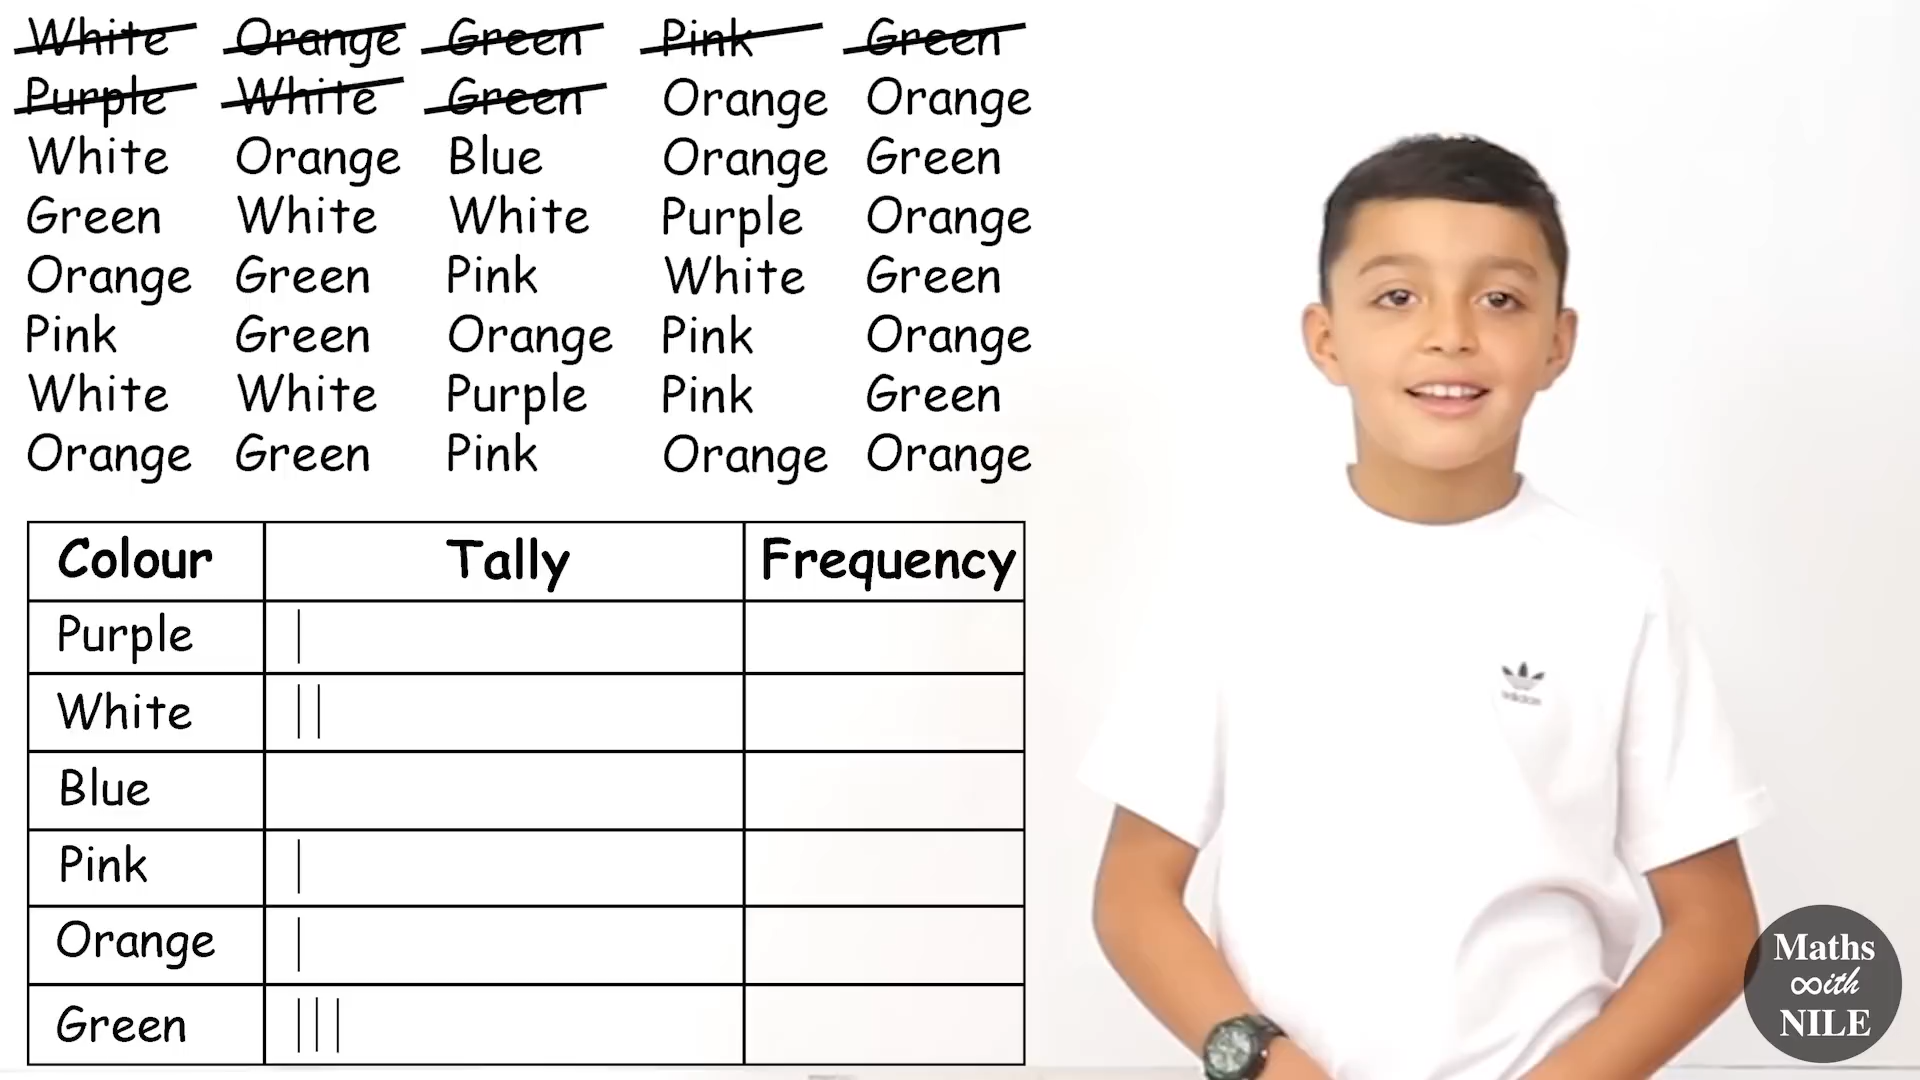 White Orange Green Pink Green
Purple White Green Orange Orange
White Orange Blue Orange Green
Green White White Purple Orange
Orange Green Pink White Green
Pink Green Orange Pink Orange
White White Purple Pink Green
Orange Green Pink Orange Orange
Colour Tally Frequency
Purple |
White ||
Blue
Pink |
Orange |
Green |||
adidas
Maths
∞ith
NILE